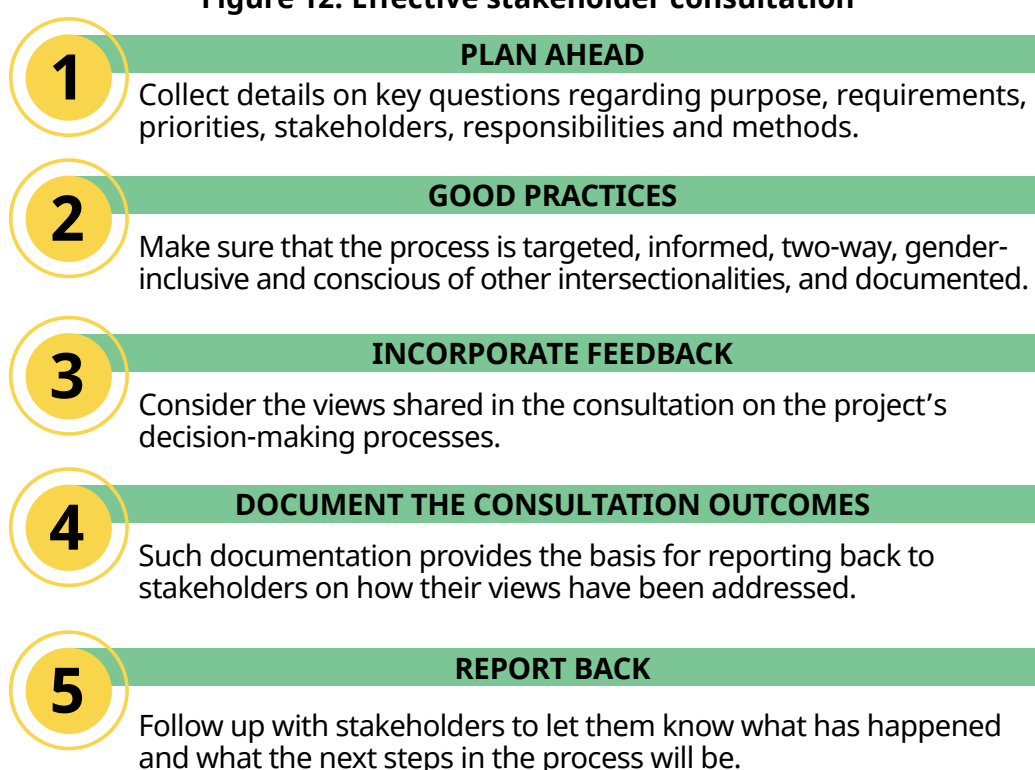 Figure 12. Effective stakeholder consultation
1
PLAN AHEAD
Collect details on key questions regarding purpose, requirements,
priorities, stakeholders, responsibilities and methods.
2
GOOD PRACTICES
Make sure that the process is targeted, informed, two-way, gender-
inclusive and conscious of other intersectionalities, and documented.
3
INCORPORATE FEEDBACK
Consider the views shared in the consultation on the project’s
decision-making processes.
4
DOCUMENT THE CONSULTATION OUTCOMES
Such documentation provides the basis for reporting back to
stakeholders on how their views have been addressed.
5
REPORT BACK
Follow up with stakeholders to let them know what has happened
and what the next steps in the process will be.